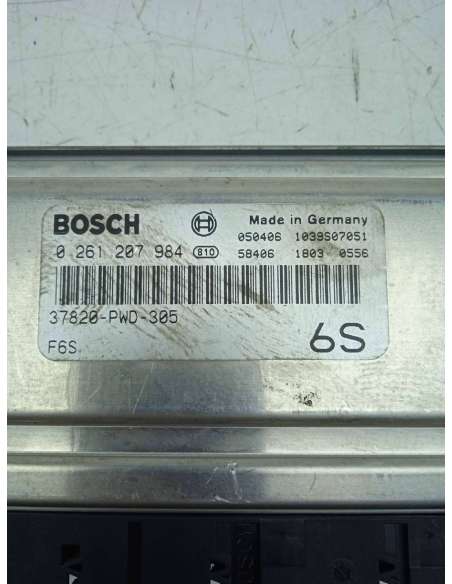 BOSCH Made in Germany
050406 1039S07051
0 261 207 984 810 58406 1803 0556
37820-PWD-305
F6S 6S